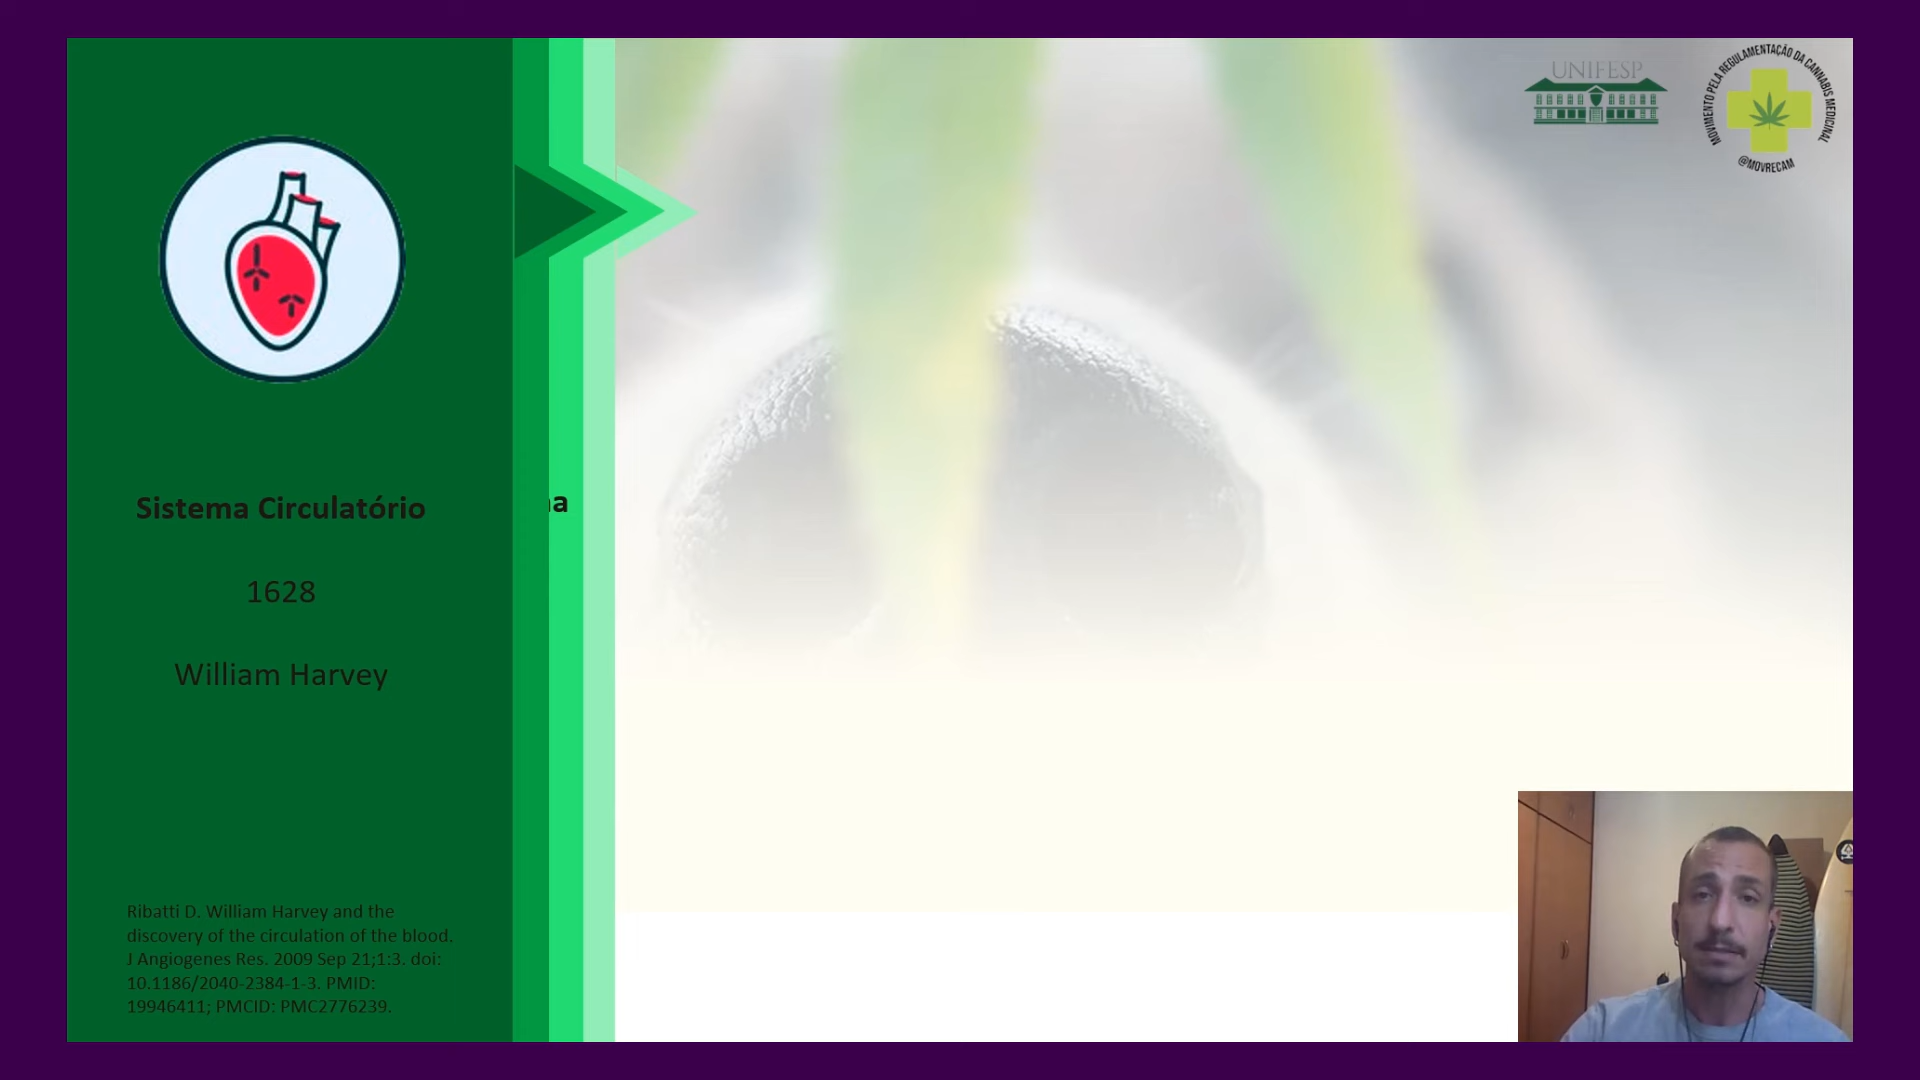 UNIFESP
MOVIMENTO PELA REGULAMENTAÇÃO DA CANNABIS MEDICINAL
@MOVRECAM
Sistema Circulatório
1628
William Harvey
Ribatti D. William Harvey and the
discovery of the circulation of the blood.
J Angiogenes Res. 2009 Sep 21;1:3. doi:
10.1186/2040-2384-1-3. PMID:
19946411; PMCID: PMC2776239.